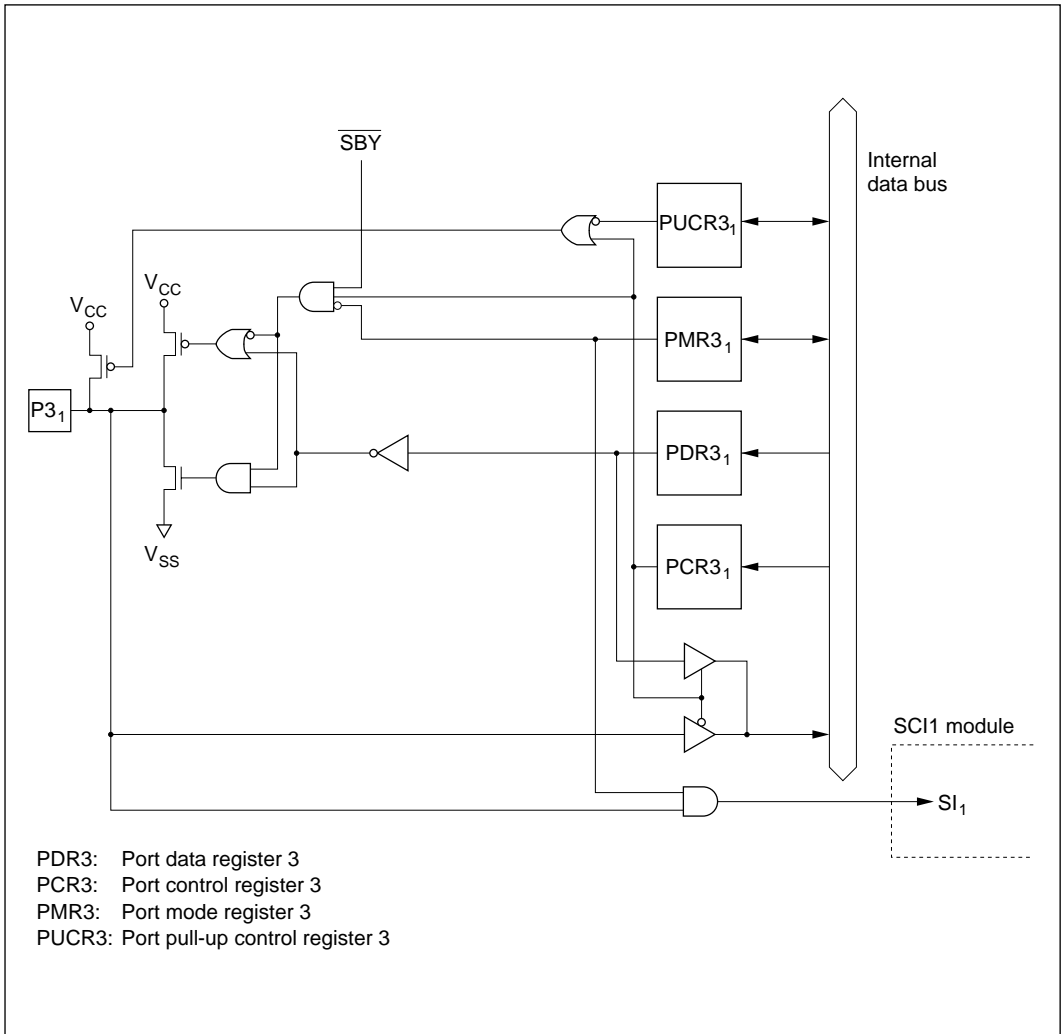 SBY
Internal
data bus
PUCR3₁
V_CC
V_CC
PMR3₁
P3₁
PDR3₁
V_SS
PCR3₁
SCI1 module
SI₁
PDR3: Port data register 3
PCR3: Port control register 3
PMR3: Port mode register 3
PUCR3: Port pull-up control register 3